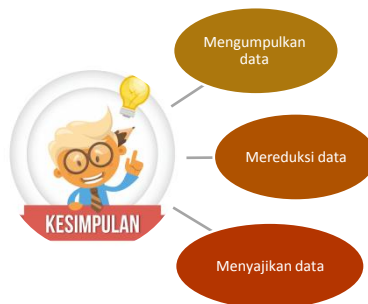 Mengumpulkan
data
Mereduksi data
KESIMPULAN
Menyajikan data